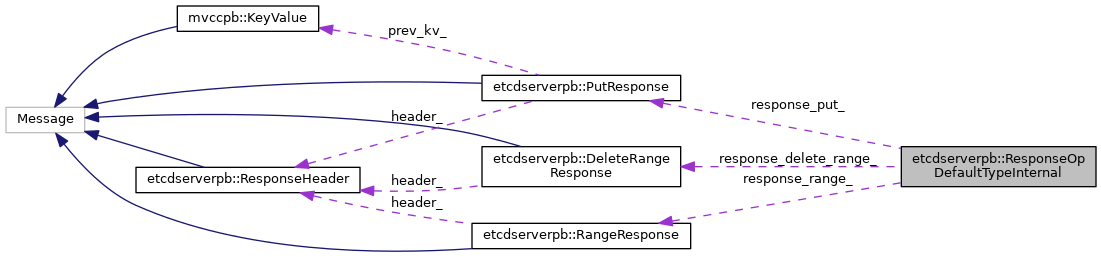 mvccpb::KeyValue
prev_kv_
etcdserverpb::PutResponse
response_put_
Message
header_
etcdserverpb::DeleteRange
Response
response_delete_range_
etcdserverpb::ResponseOp
DefaultTypeInternal
etcdserverpb::ResponseHeader
header_
response_range_
header_
etcdserverpb::RangeResponse